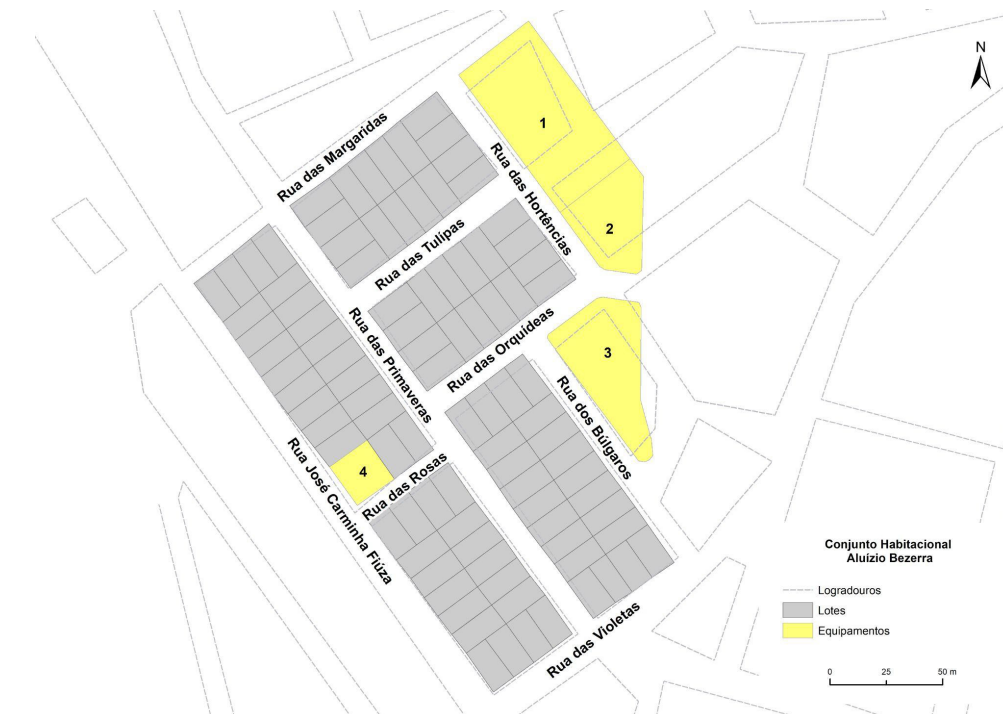 N
1
Rua das Margaridas
Rua das Hortências
2
Rua das Tulipas
Rua das Orquídeas
Rua das Primaveras
3
Rua dos Búlgaros
4
Rua das Rosas
Rua José Carminha Fiúza
Rua das Violetas
Conjunto Habitacional
Aluizio Bezerra
Logradouros
Lotes
Equipamentos
0 25 50 m